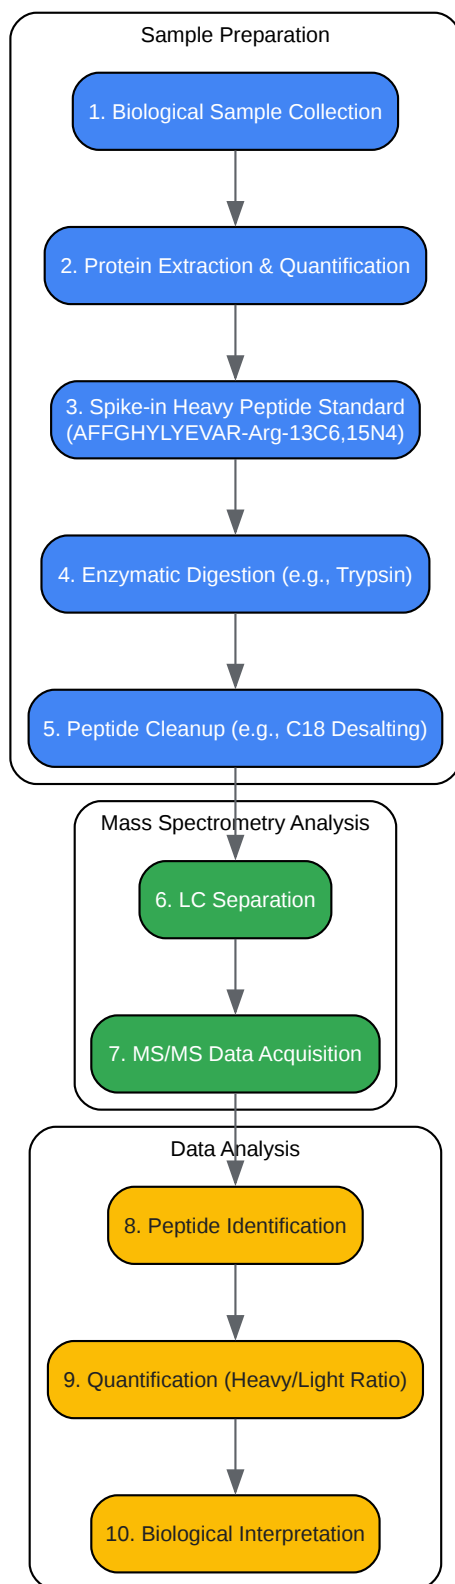 Sample Preparation
1. Biological Sample Collection
2. Protein Extraction & Quantification
3. Spike-in Heavy Peptide Standard
(AFFGHYLYEVAR-Arg-13C6,15N4)
4. Enzymatic Digestion (e.g., Trypsin)
5. Peptide Cleanup (e.g., C18 Desalting)
Mass Spectrometry Analysis
6. LC Separation
7. MS/MS Data Acquisition
Data Analysis
8. Peptide Identification
9. Quantification (Heavy/Light Ratio)
10. Biological Interpretation